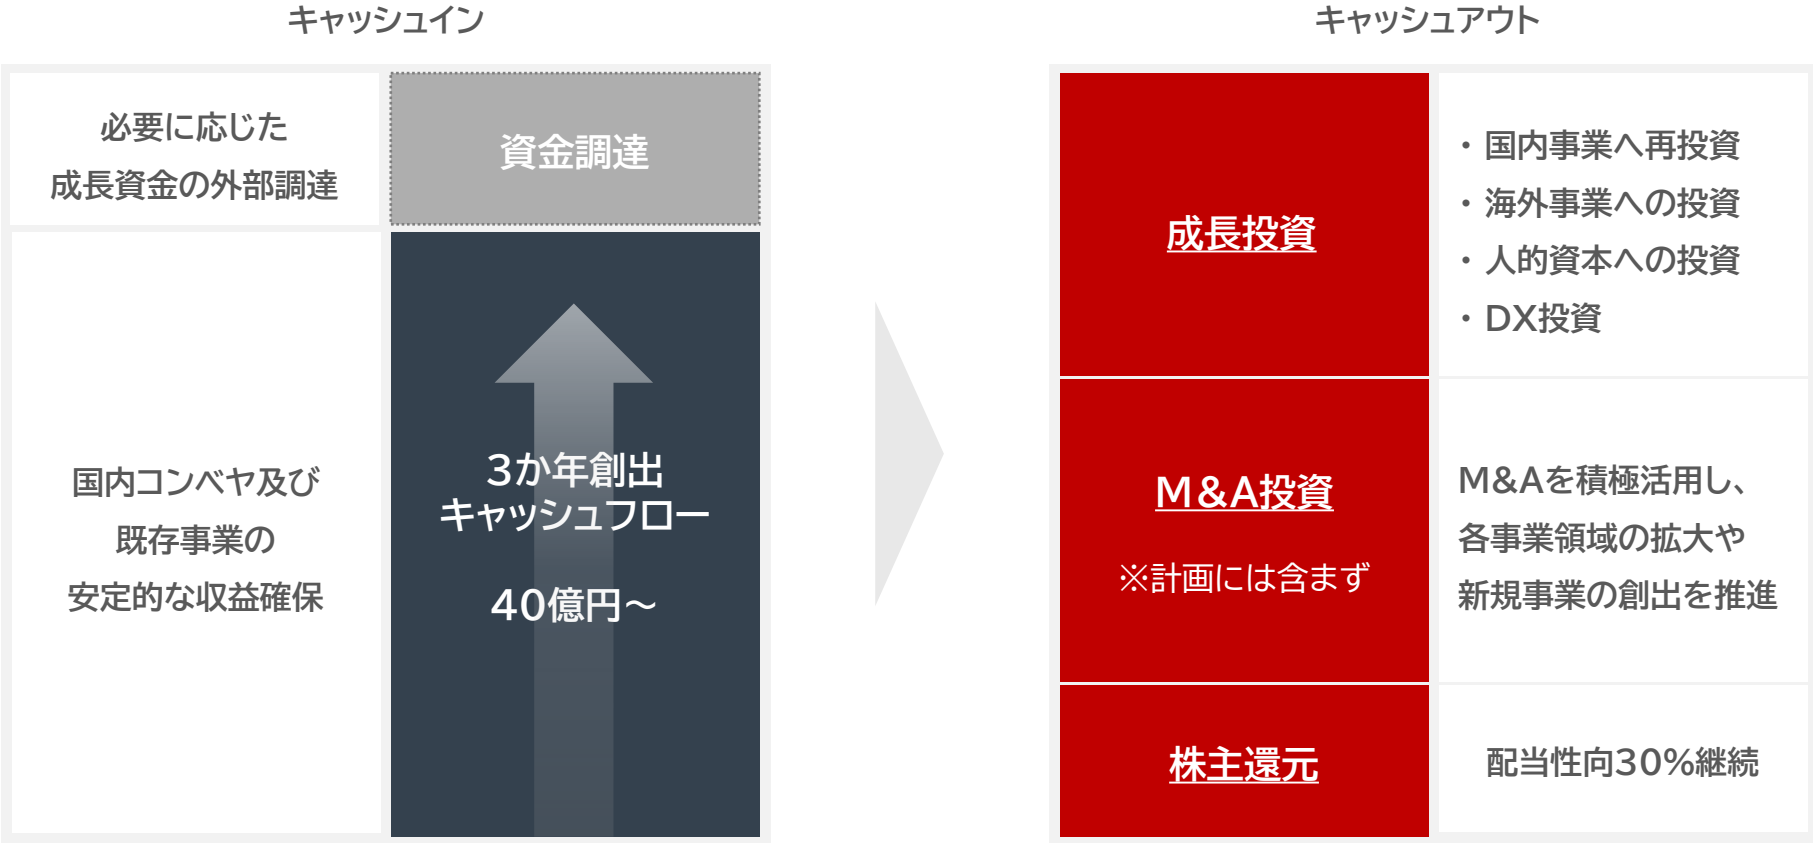 キャッシュイン
必要に応じた
成長資金の外部調達
資金調達
国内コンベヤ及び
既存事業の
安定的な収益確保
3か年創出
キャッシュフロー
40億円～
キャッシュアウト
成長投資
・ 国内事業へ再投資
・ 海外事業への投資
・ 人的資本への投資
・ DX投資
M&A投資
※計画には含まず
M&Aを積極活用し、
各事業領域の拡大や
新規事業の創出を推進
株主還元
配当性向30%継続